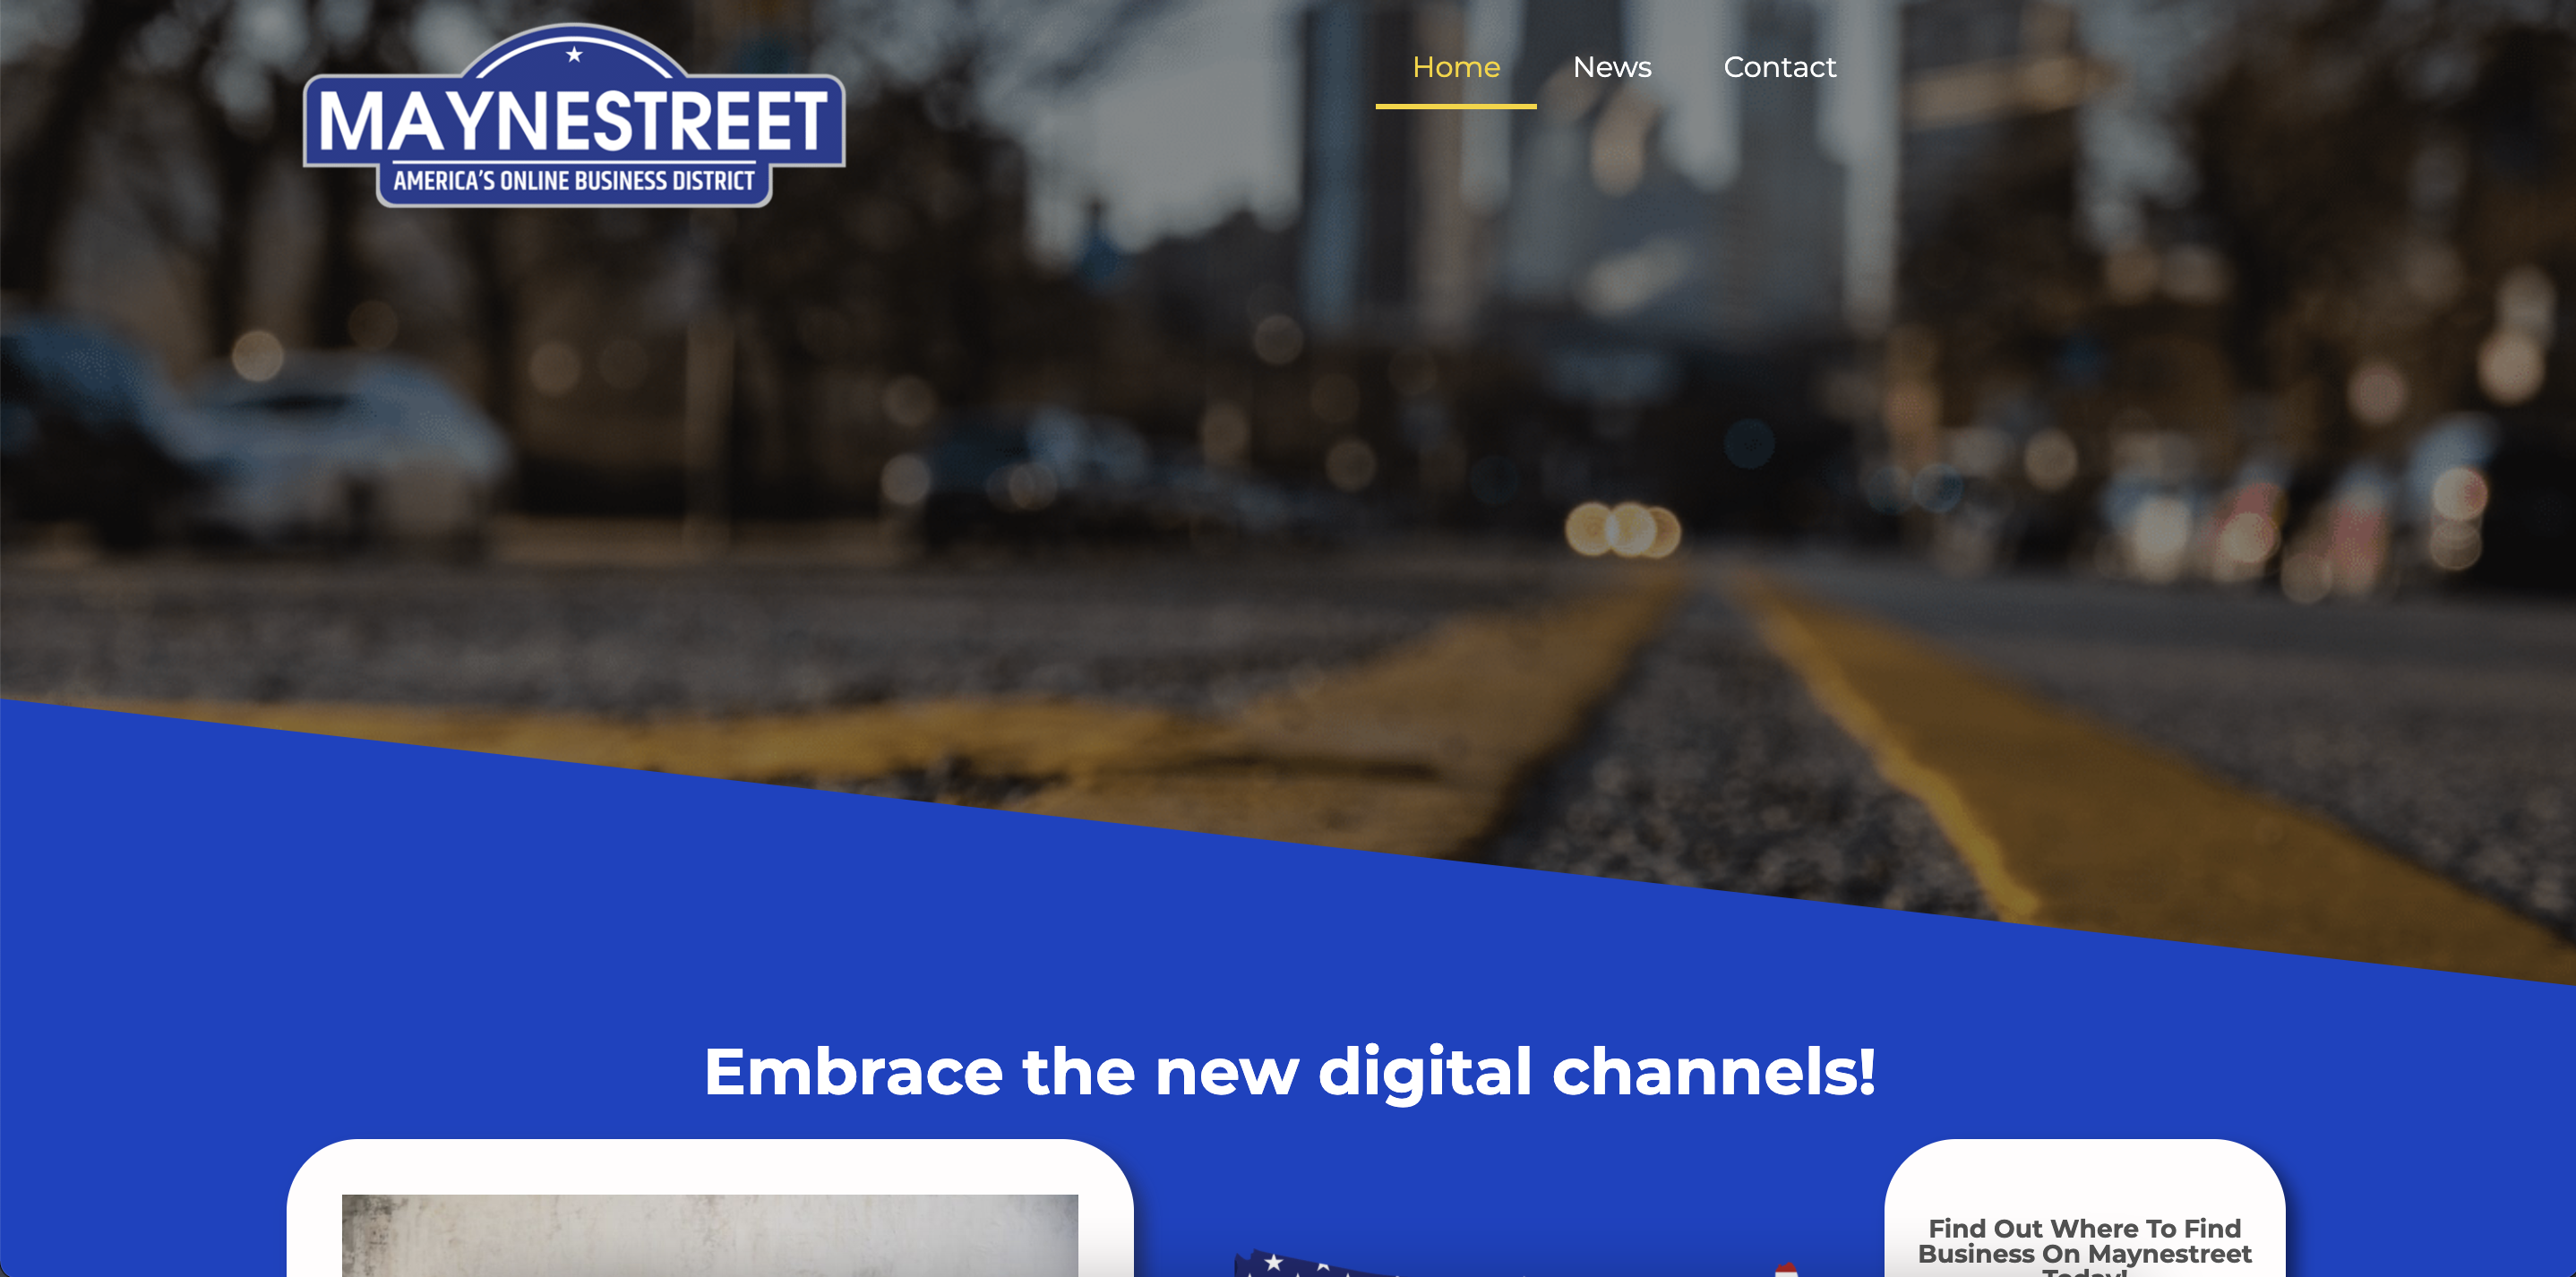 MAYNESTREET
AMERICA'S ONLINE BUSINESS DISTRICT
Home News Contact
Embrace the new digital channels!
Find Out Where To Find
Business On Maynestreet
Today!